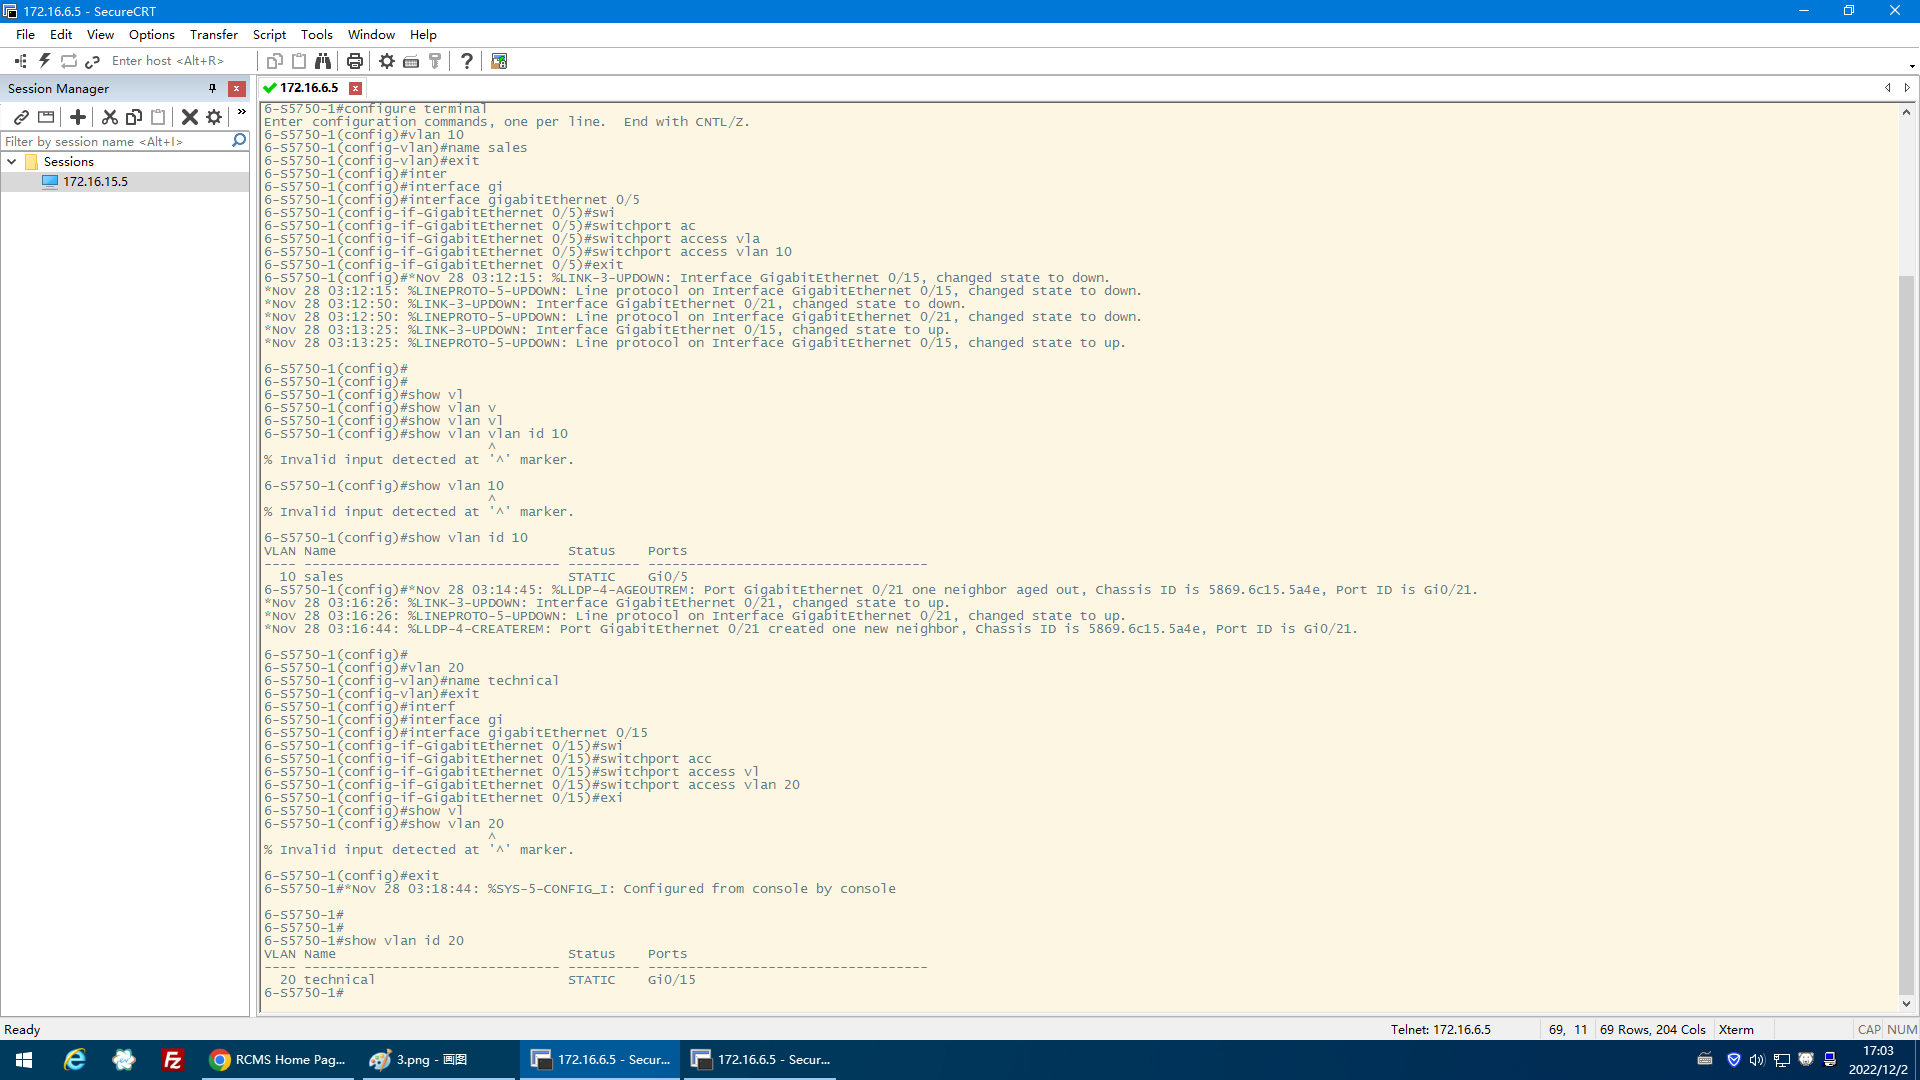 172.16.6.5 - SecureCRT
File Edit View Options Transfer Script Tools Window Help
Enter host <Alt+R>
Session Manager
172.16.6.5
Filter by session name <Alt+I>
Sessions
172.16.15.5
6-S5750-1#configure terminal
Enter configuration commands, one per line.  End with CNTL/Z.
6-S5750-1(config)#vlan 10
6-S5750-1(config-vlan)#name sales
6-S5750-1(config-vlan)#exit
6-S5750-1(config)#inter
6-S5750-1(config)#interface gi
6-S5750-1(config)#interface gigabitEthernet 0/5
6-S5750-1(config-if-GigabitEthernet 0/5)#swi
6-S5750-1(config-if-GigabitEthernet 0/5)#switchport ac
6-S5750-1(config-if-GigabitEthernet 0/5)#switchport access vla
6-S5750-1(config-if-GigabitEthernet 0/5)#switchport access vlan 10
6-S5750-1(config-if-GigabitEthernet 0/5)#exit
6-S5750-1(config)#*Nov 28 03:12:15: %LINK-3-UPDOWN: Interface GigabitEthernet 0/15, changed state to down.
*Nov 28 03:12:15: %LINEPROTO-5-UPDOWN: Line protocol on Interface GigabitEthernet 0/15, changed state to down.
*Nov 28 03:12:50: %LINK-3-UPDOWN: Interface GigabitEthernet 0/21, changed state to down.
*Nov 28 03:12:50: %LINEPROTO-5-UPDOWN: Line protocol on Interface GigabitEthernet 0/21, changed state to down.
*Nov 28 03:13:25: %LINK-3-UPDOWN: Interface GigabitEthernet 0/15, changed state to up.
*Nov 28 03:13:25: %LINEPROTO-5-UPDOWN: Line protocol on Interface GigabitEthernet 0/15, changed state to up.
6-S5750-1(config)#
6-S5750-1(config)#
6-S5750-1(config)#show vl
6-S5750-1(config)#show vlan v
6-S5750-1(config)#show vlan vl
6-S5750-1(config)#show vlan vlan id 10
^
% Invalid input detected at '^' marker.
6-S5750-1(config)#show vlan 10
^
% Invalid input detected at '^' marker.
6-S5750-1(config)#show vlan id 10
VLAN Name                             Status    Ports
---- -------------------------------- --------- -----------------------------------
10 sales                            STATIC    Gi0/5
6-S5750-1(config)#*Nov 28 03:14:45: %LLDP-4-AGEOUTREM: Port GigabitEthernet 0/21 one neighbor aged out, Chassis ID is 5869.6c15.5a4e, Port ID is Gi0/21.
*Nov 28 03:16:26: %LINK-3-UPDOWN: Interface GigabitEthernet 0/21, changed state to up.
*Nov 28 03:16:26: %LINEPROTO-5-UPDOWN: Line protocol on Interface GigabitEthernet 0/21, changed state to up.
*Nov 28 03:16:44: %LLDP-4-CREATEREM: Port GigabitEthernet 0/21 created one new neighbor, Chassis ID is 5869.6c15.5a4e, Port ID is Gi0/21.
6-S5750-1(config)#
6-S5750-1(config)#vlan 20
6-S5750-1(config-vlan)#name technical
6-S5750-1(config-vlan)#exit
6-S5750-1(config)#interf
6-S5750-1(config)#interface gi
6-S5750-1(config)#interface gigabitEthernet 0/15
6-S5750-1(config-if-GigabitEthernet 0/15)#swi
6-S5750-1(config-if-GigabitEthernet 0/15)#switchport acc
6-S5750-1(config-if-GigabitEthernet 0/15)#switchport access vl
6-S5750-1(config-if-GigabitEthernet 0/15)#switchport access vlan 20
6-S5750-1(config-if-GigabitEthernet 0/15)#exi
6-S5750-1(config)#show vl
6-S5750-1(config)#show vlan 20
^
% Invalid input detected at '^' marker.
6-S5750-1(config)#exit
6-S5750-1#*Nov 28 03:18:44: %SYS-5-CONFIG_I: Configured from console by console
6-S5750-1#
6-S5750-1#
6-S5750-1#show vlan id 20
VLAN Name                             Status    Ports
---- -------------------------------- --------- -----------------------------------
20 technical                        STATIC    Gi0/15
6-S5750-1#
Ready
Telnet: 172.16.6.5 69, 11 69 Rows, 204 Cols Xterm CAP NUM
RCMS Home Pag...
3.png - 画图
172.16.6.5 - Secur...
172.16.6.5 - Secur...
17:03
2022/12/2